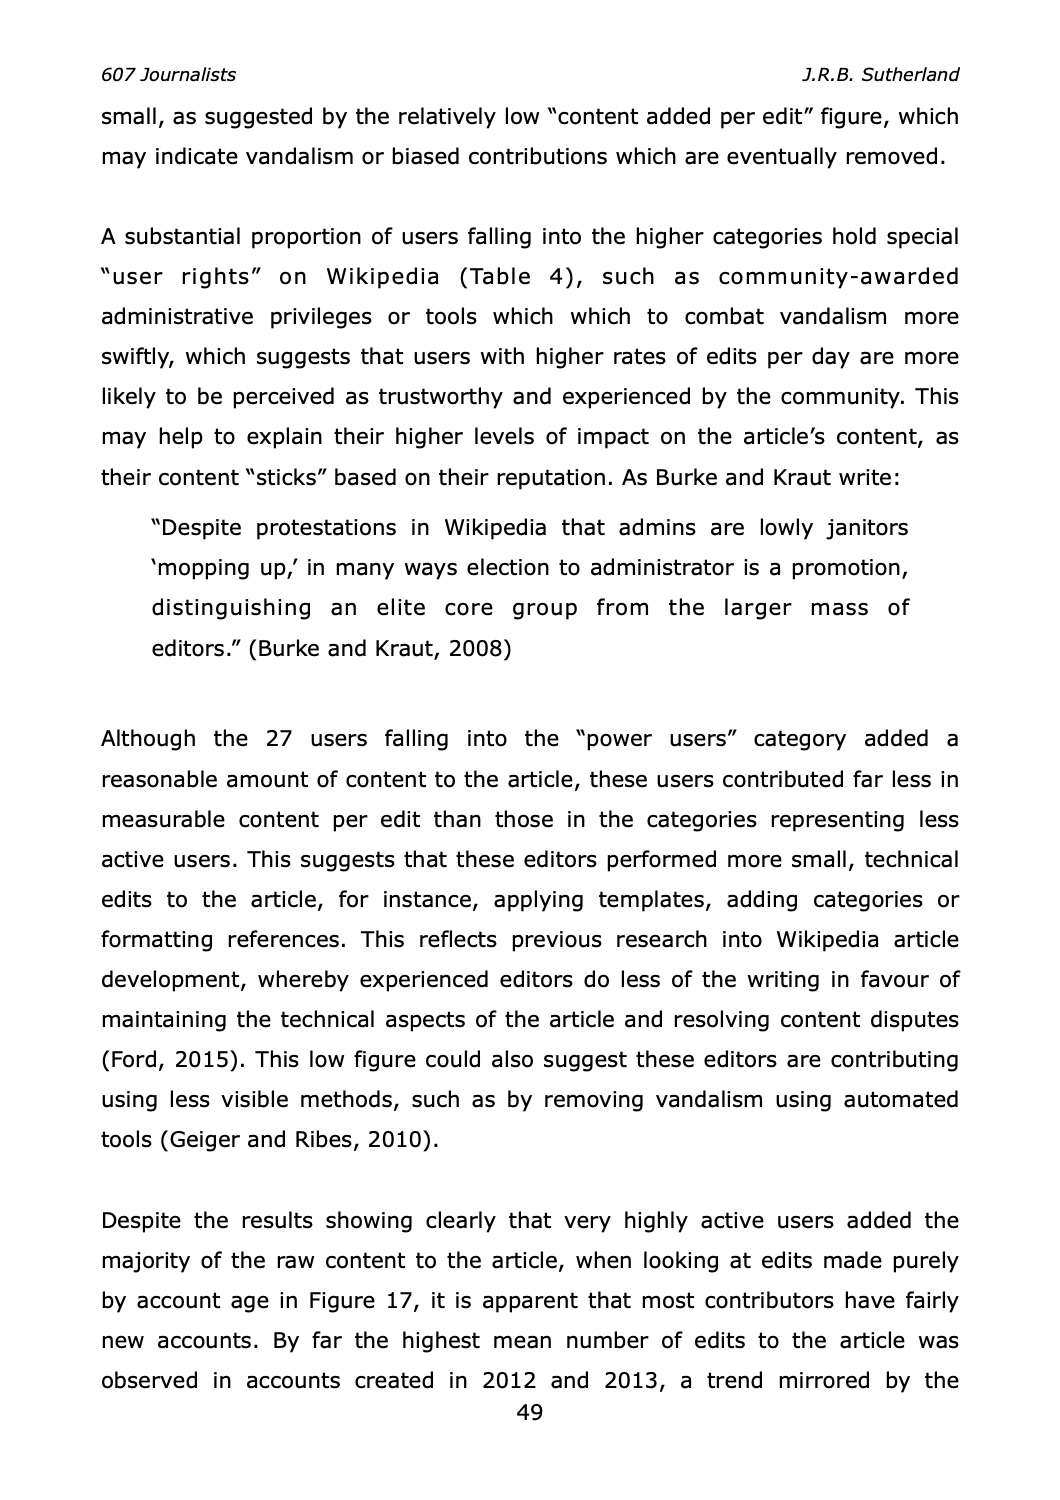 607 Journalists J.R.B. Sutherland
small, as suggested by the relatively low “content added per edit” figure, which
may indicate vandalism or biased contributions which are eventually removed.
A substantial proportion of users falling into the higher categories hold special
“user rights” on Wikipedia (Table 4), such as community-awarded
administrative privileges or tools which which to combat vandalism more
swiftly, which suggests that users with higher rates of edits per day are more
likely to be perceived as trustworthy and experienced by the community. This
may help to explain their higher levels of impact on the article’s content, as
their content “sticks” based on their reputation. As Burke and Kraut write:
“Despite protestations in Wikipedia that admins are lowly janitors
‘mopping up,’ in many ways election to administrator is a promotion,
distinguishing an elite core group from the larger mass of
editors.” (Burke and Kraut, 2008)
Although the 27 users falling into the “power users” category added a
reasonable amount of content to the article, these users contributed far less in
measurable content per edit than those in the categories representing less
active users. This suggests that these editors performed more small, technical
edits to the article, for instance, applying templates, adding categories or
formatting references. This reflects previous research into Wikipedia article
development, whereby experienced editors do less of the writing in favour of
maintaining the technical aspects of the article and resolving content disputes
(Ford, 2015). This low figure could also suggest these editors are contributing
using less visible methods, such as by removing vandalism using automated
tools (Geiger and Ribes, 2010).
Despite the results showing clearly that very highly active users added the
majority of the raw content to the article, when looking at edits made purely
by account age in Figure 17, it is apparent that most contributors have fairly
new accounts. By far the highest mean number of edits to the article was
observed in accounts created in 2012 and 2013, a trend mirrored by the
49